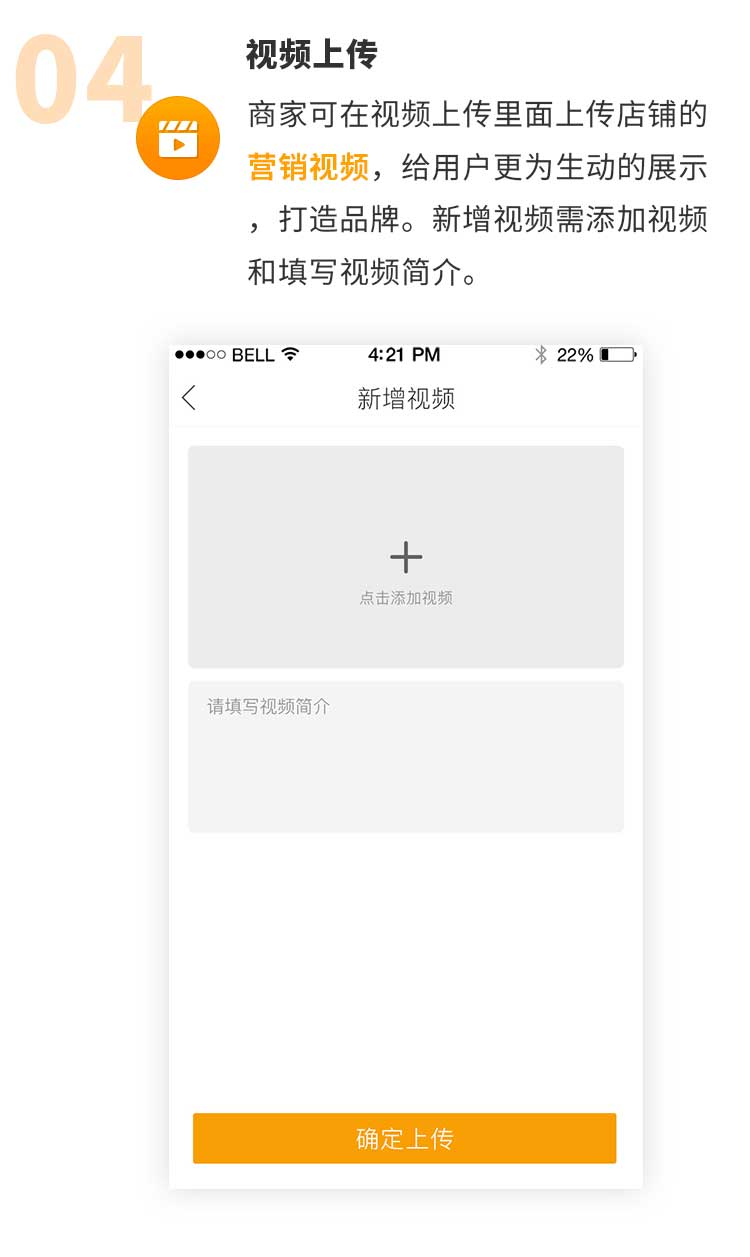 04
视频上传
商家可在视频上传里面上传店铺的
营销视频，给用户更为生动的展示
，打造品牌。新增视频需添加视频
和填写视频简介。
BELL 4:21 PM 22%
新增视频
点击添加视频
请填写视频简介
确定上传